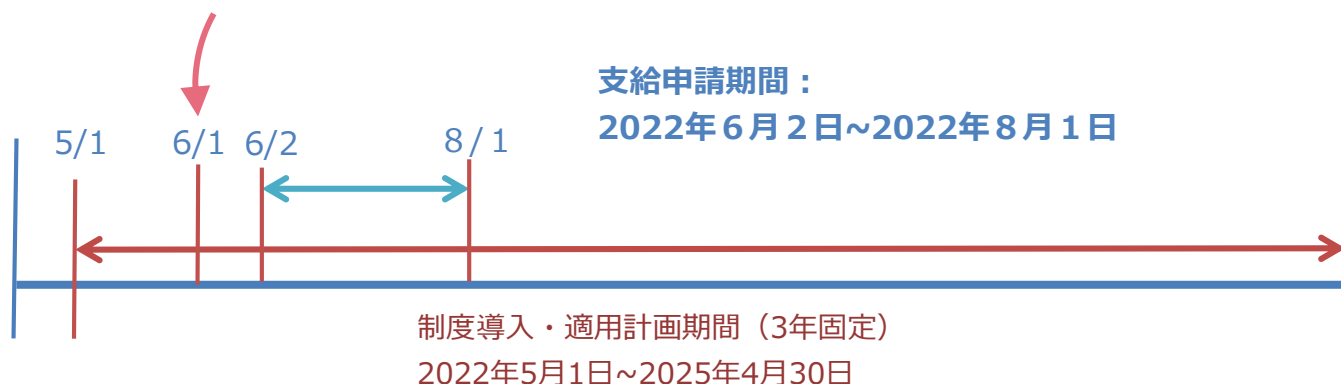 支給申請期間：
2022年６月２日~2022年８月１日
5/1 6/1 6/2 8/1
制度導入・適用計画期間（3年固定）
2022年5月1日~2025年4月30日